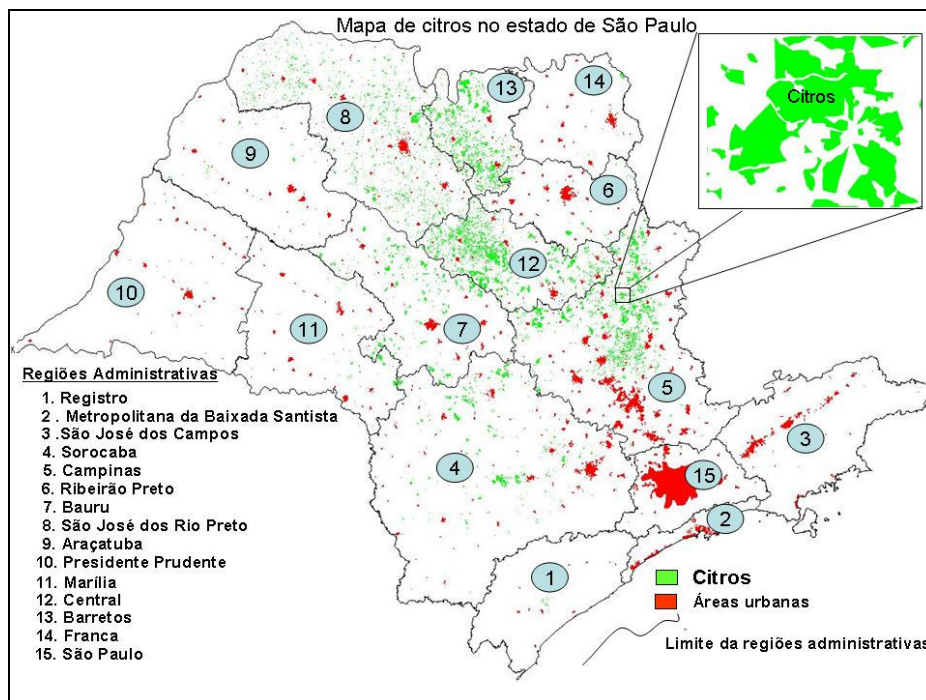 Mapa de citros no estado de São Paulo
Citros
13
14
8
9
6
12
10
11
7
5
3
4
15
2
1
Regiões Administrativas
1. Registro
2 . Metropolitana da Baixada Santista
3 .São José dos Campos
4. Sorocaba
5. Campinas
6. Ribeirão Preto
7. Bauru
8. São José dos Rio Preto
9. Araçatuba
10. Presidente Prudente
11. Marília
12. Central
13. Barretos
14. Franca
15. São Paulo
Citros
Áreas urbanas
Limite da regiões administrativas